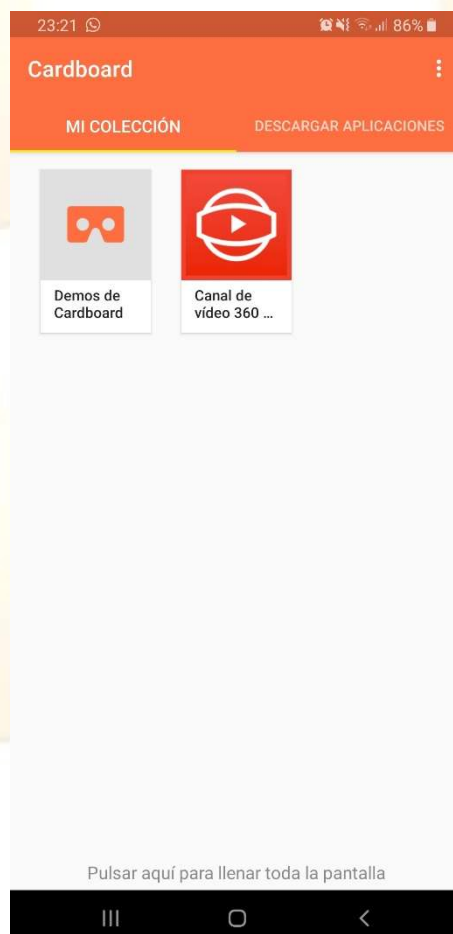 23:21 86%
Cardboard
MI COLECCIÓN DESCARGAR APLICACIONES
Demos de
Cardboard
Canal de
vídeo 360 ...
Pulsar aquí para llenar toda la pantalla